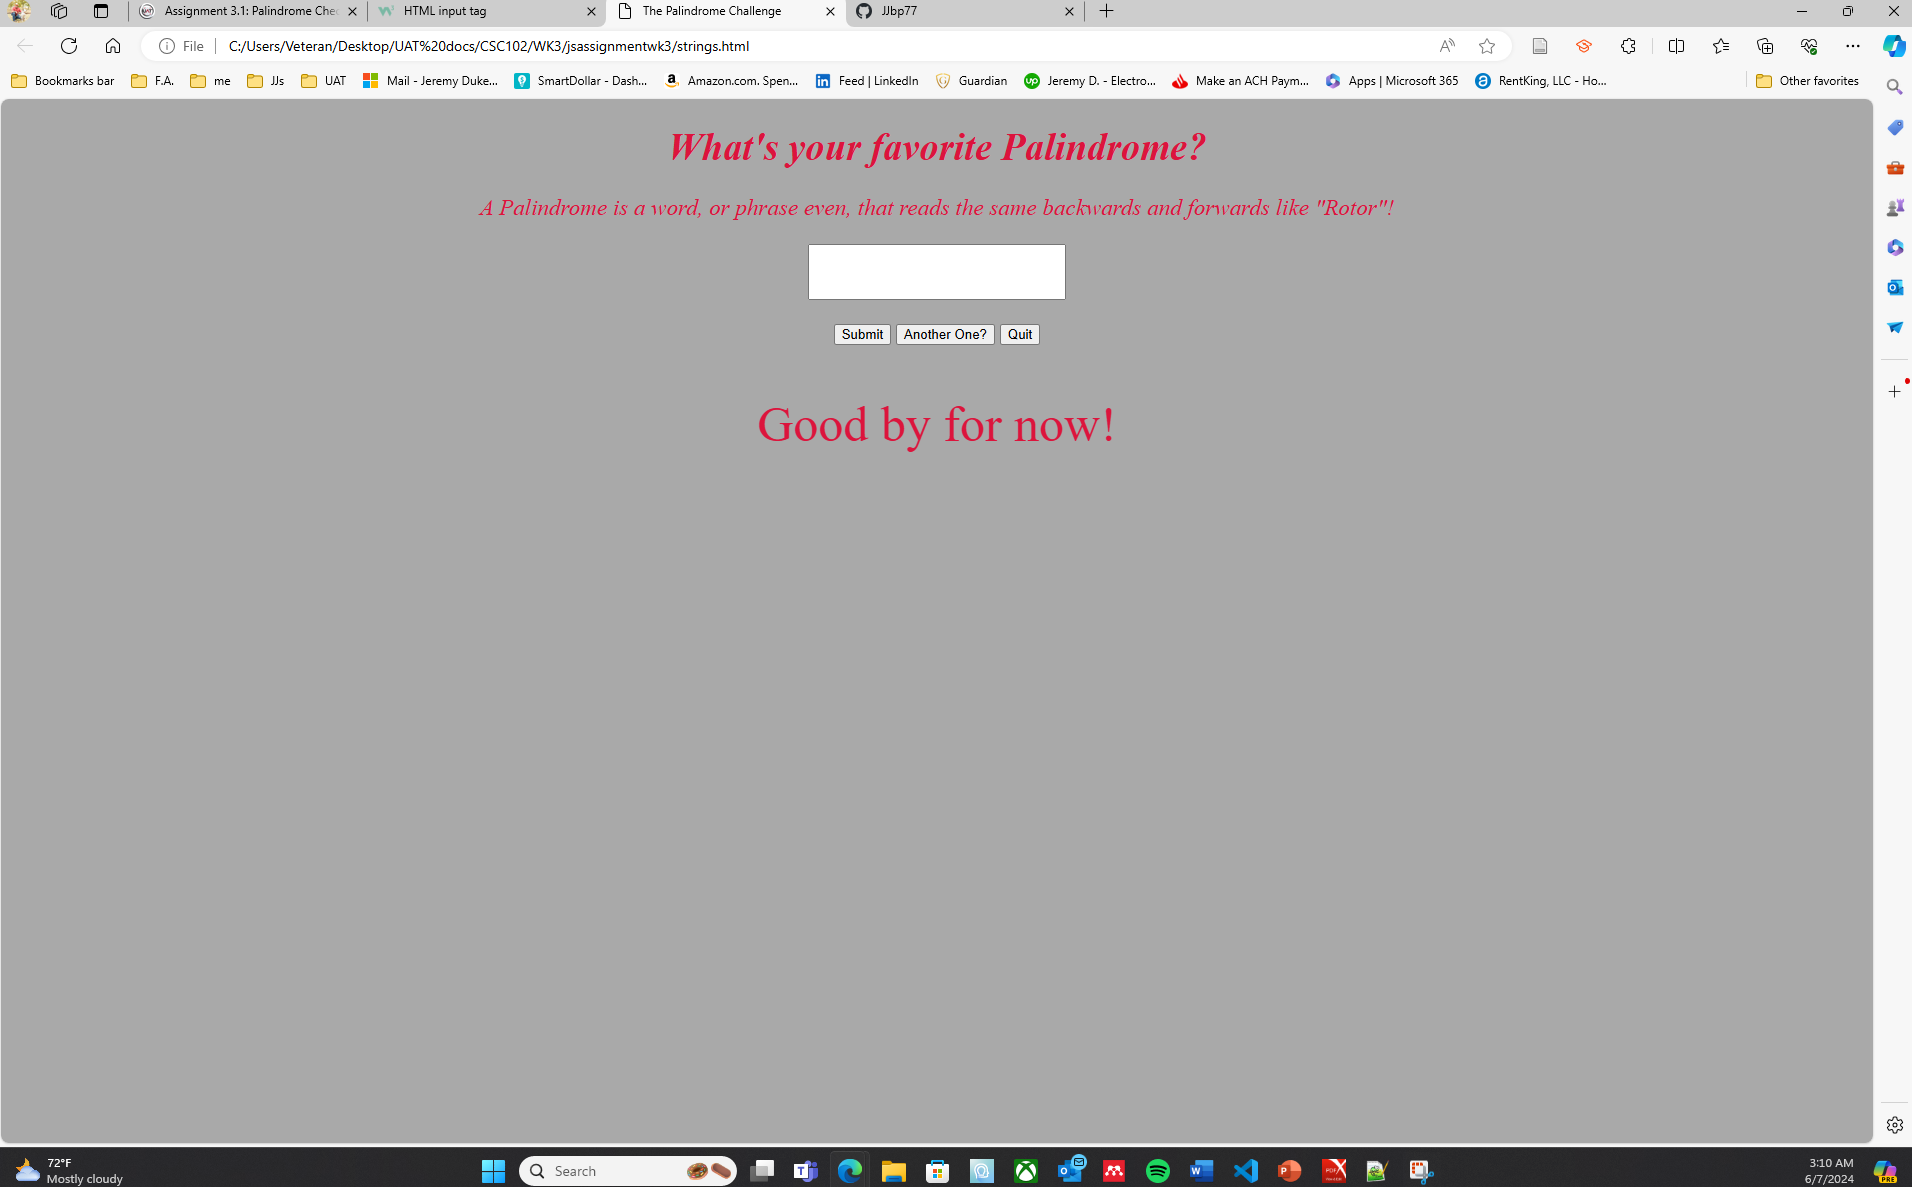 Assignment 3.1: Palindrome Che
HTML input tag
The Palindrome Challenge
JJbp77
File
C:/Users/Veteran/Desktop/UAT%20docs/CSC102/WK3/jsassignmentwk3/strings.html
Bookmarks bar
F.A.
me
JJs
UAT
Mail - Jeremy Duke...
SmartDollar - Dash...
Amazon.com. Spen...
Feed | LinkedIn
Guardian
Jeremy D. - Electro...
Make an ACH Paym...
Apps | Microsoft 365
RentKing, LLC - Ho...
Other favorites
What's your favorite Palindrome?
A Palindrome is a word, or phrase even, that reads the same backwards and forwards like "Rotor"!
Submit
Another One?
Quit
Good by for now!
72°F
Mostly cloudy
Search
3:10 AM
6/7/2024
PRE